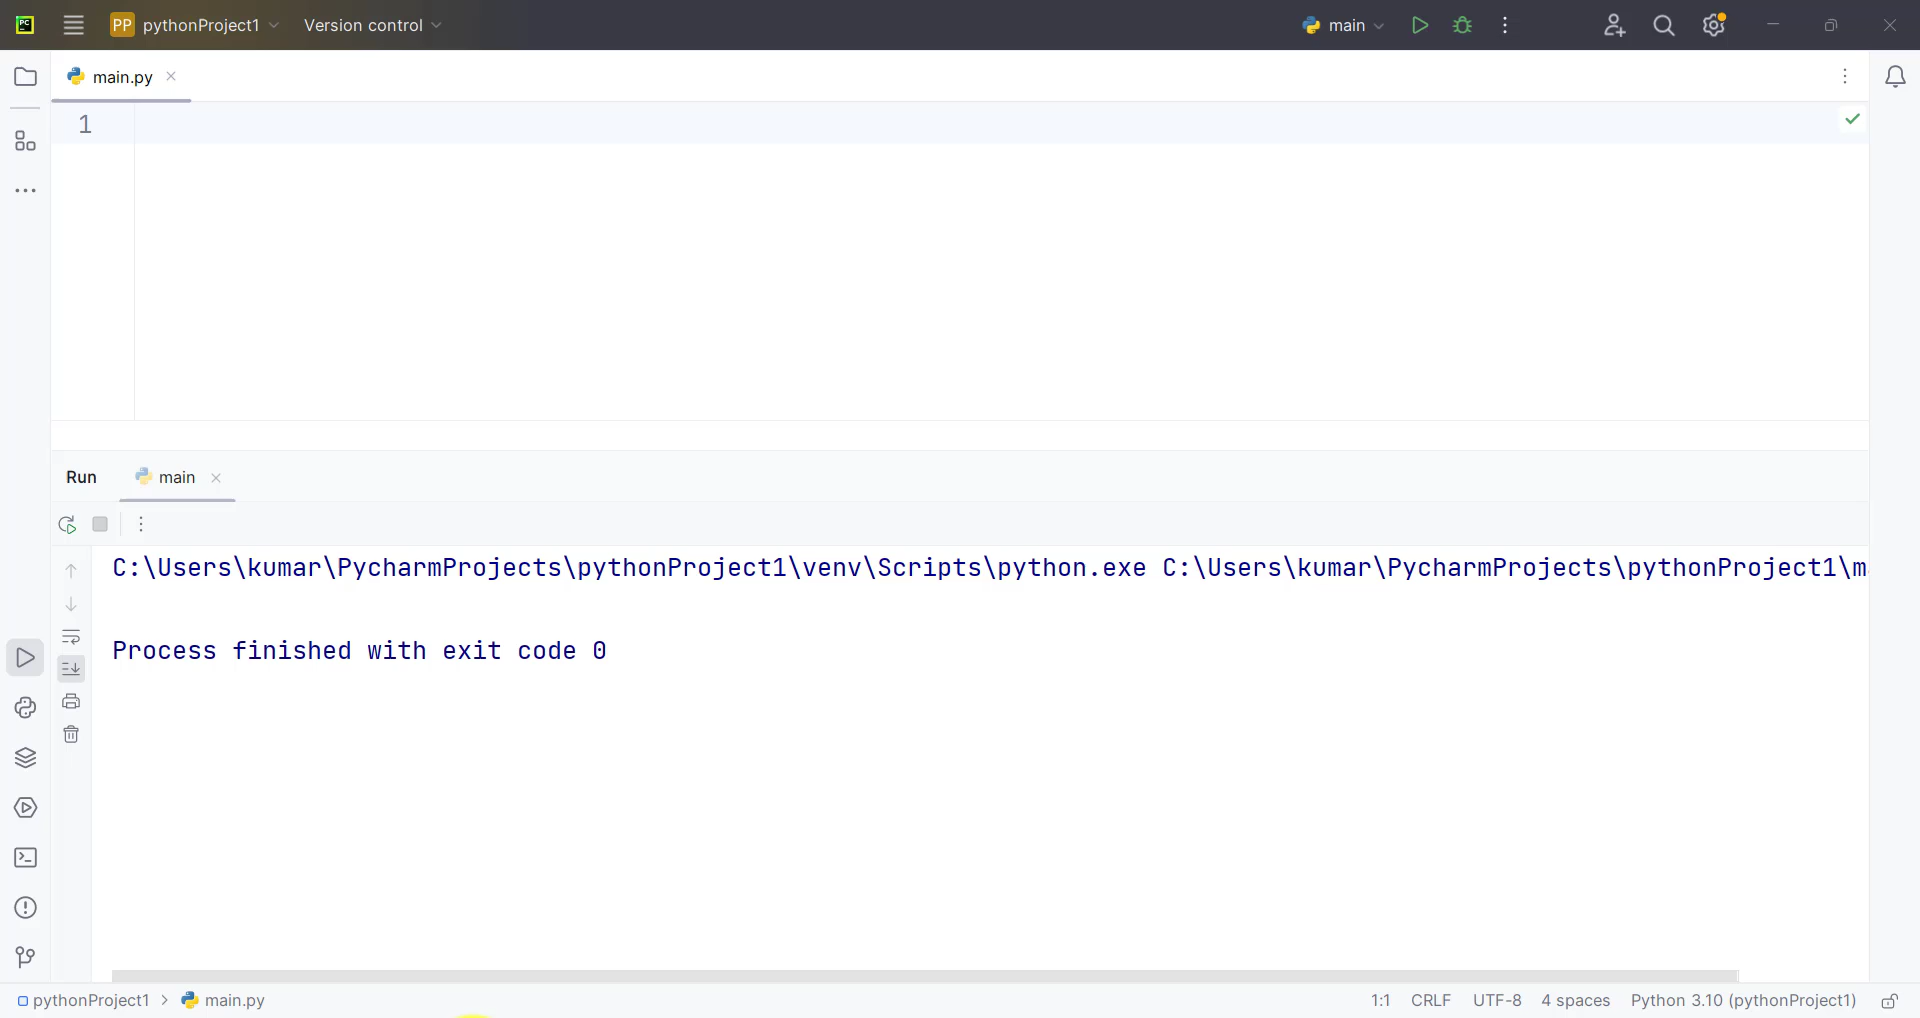 PC PP pythonProject1 Version control main
main.py
1
Run main
C:\Users\kumar\PycharmProjects\pythonProject1\venv\Scripts\python.exe C:\Users\kumar\PycharmProjects\pythonProject1\m
Process finished with exit code 0
pythonProject1 > main.py 1:1 CRLF UTF-8 4 spaces Python 3.10 (pythonProject1)